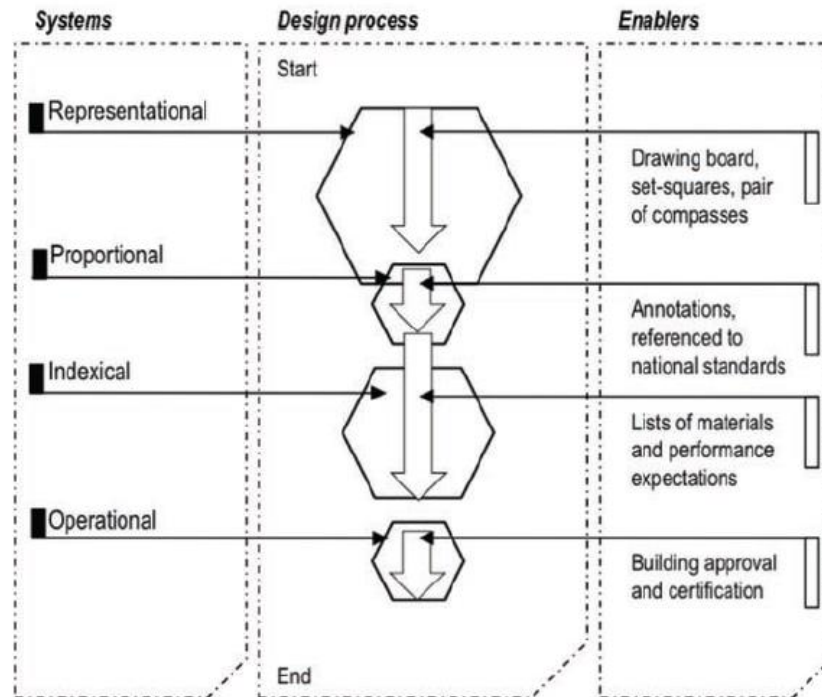 Systems
Design process
Enablers
Start
Representational
Drawing board,
set-squares, pair
of compasses
Proportional
Annotations,
referenced to
national standards
Indexical
Lists of materials
and performance
expectations
Operational
Building approval
and certification
End